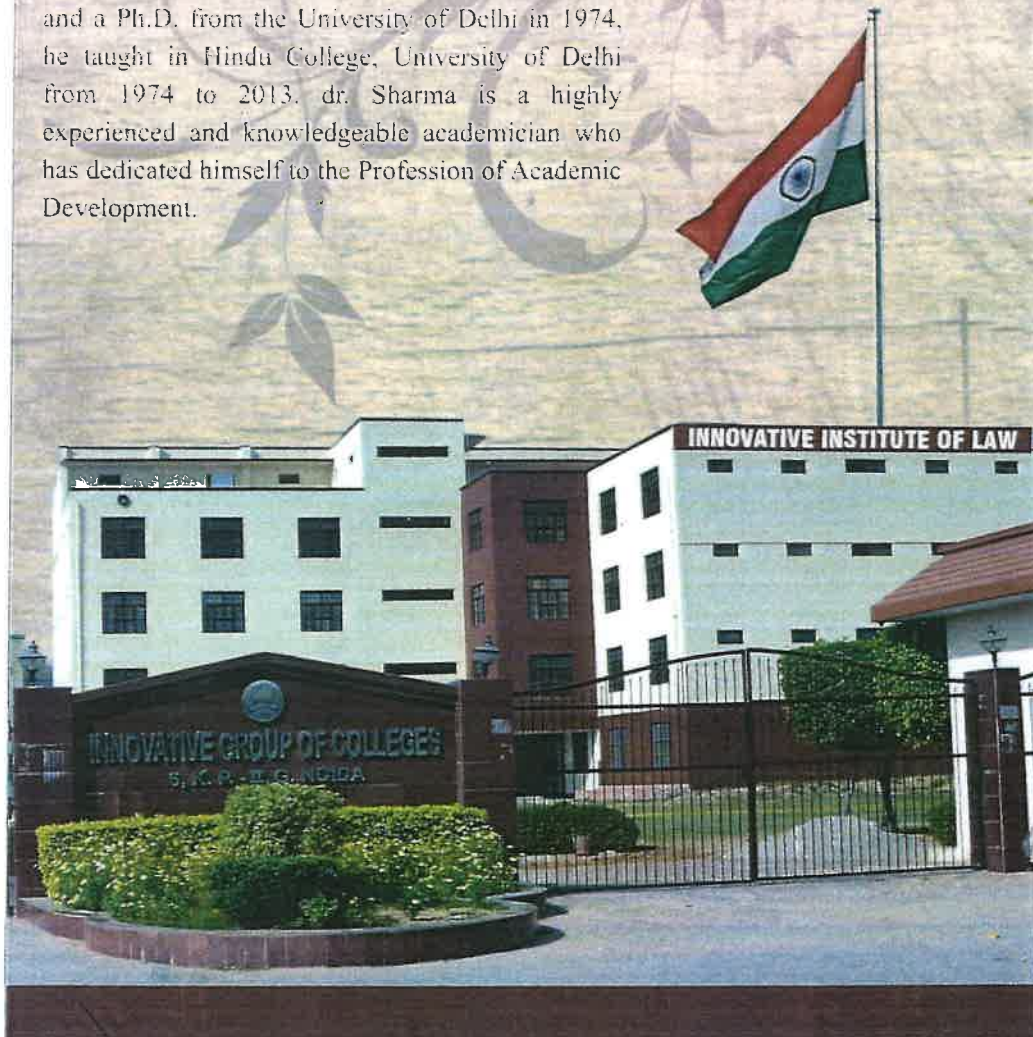 and a Ph.D. from the University of Delhi in 1974,
he taught in Hindu College, University of Delhi
from 1974 to 2013. dr. Sharma is a highly
experienced and knowledgeable academician who
has dedicated himself to the Profession of Academic
Development.
INNOVATIVE INSTITUTE OF LAW
INNOVATIVE GROUP OF COLLEGES
5, K. P.-III, G. NOIDA